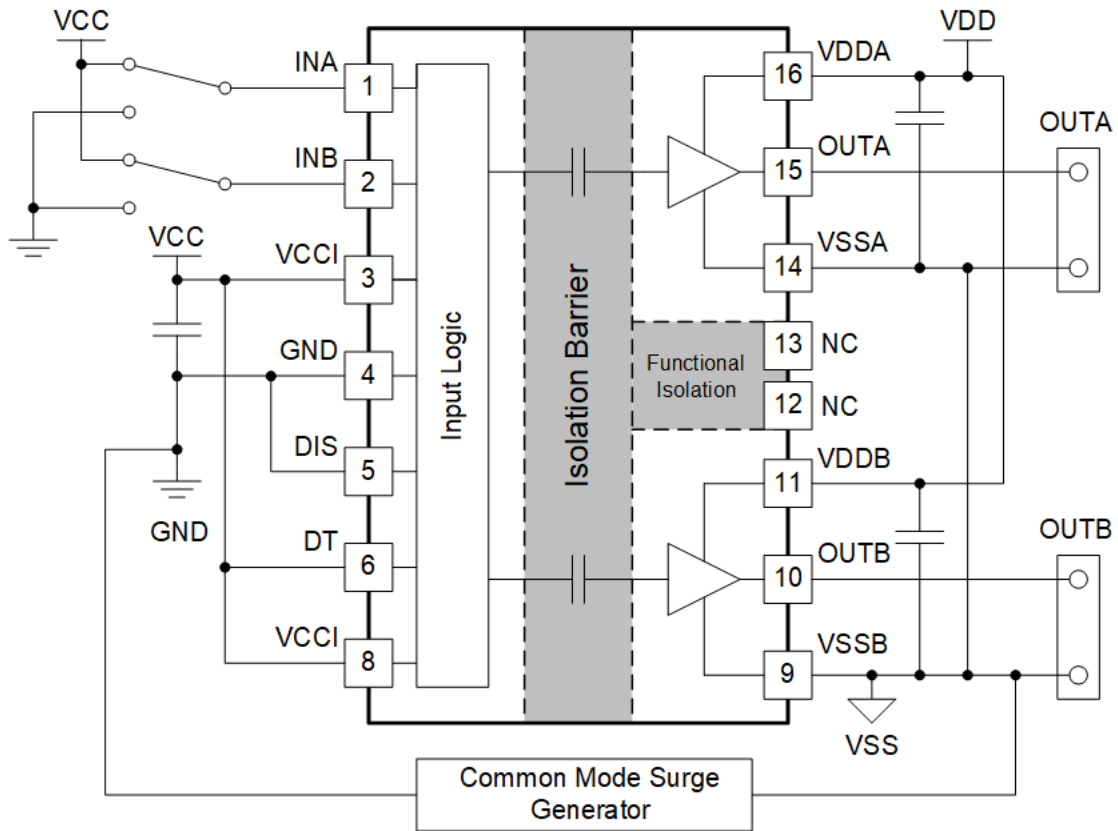 VCC
INA
1
INB
2
VCC
VCCI
3
GND
4
DIS
5
GND
DT
6
VCCI
8
Input Logic
Isolation Barrier
Functional
Isolation
VDDA
16
VDD
OUTA
15
OUTA
VSSA
14
13
NC
12
NC
VDDB
11
OUTB
10
OUTB
VSSB
9
VSS
Common Mode Surge
Generator